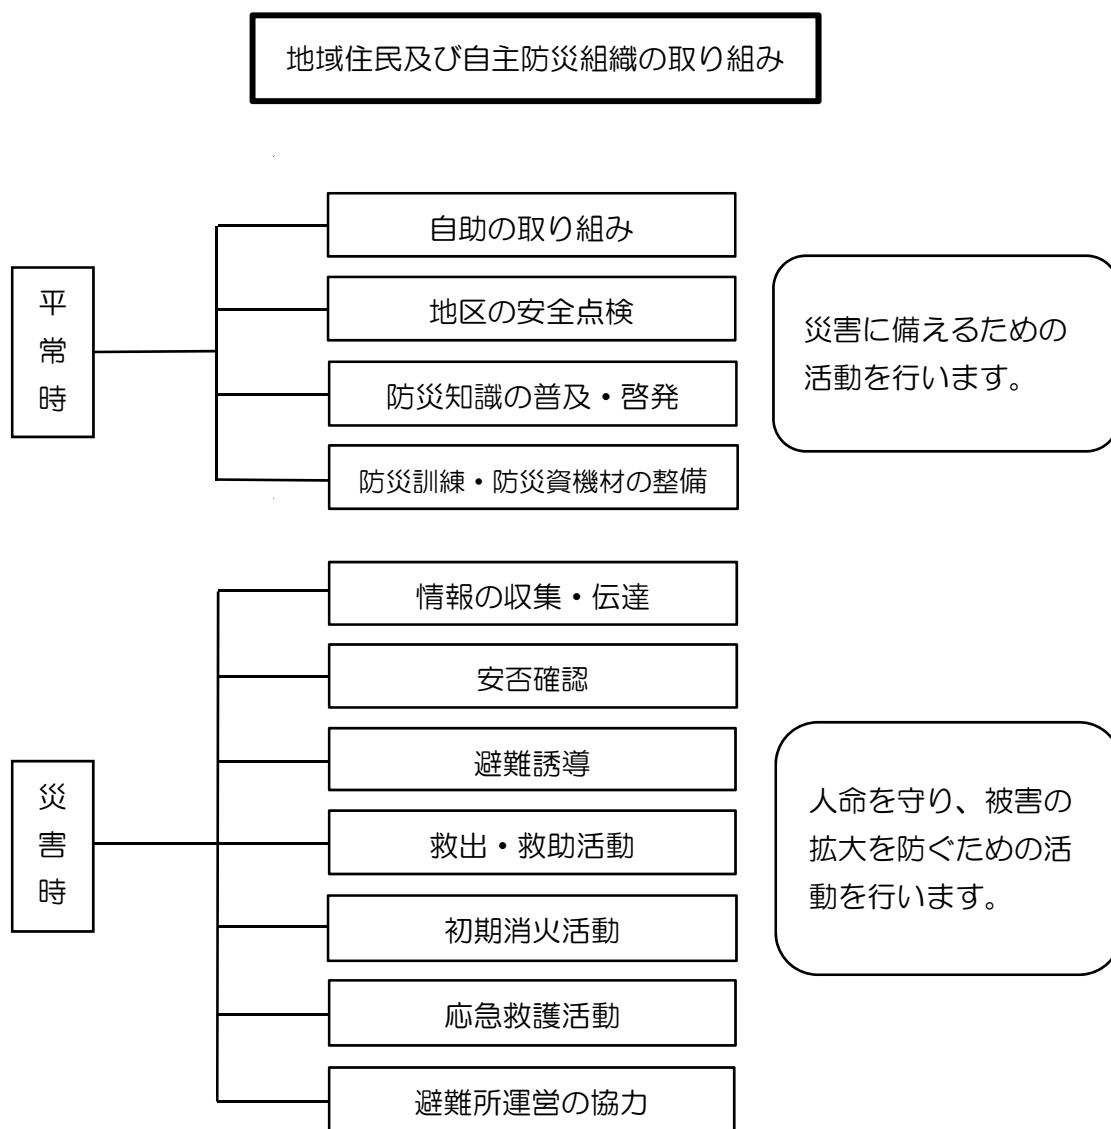 地域住民及び自主防災組織の取り組み
平常時
自助の取り組み
地区の安全点検
防災知識の普及・啓発
防災訓練・防災資機材の整備
災害に備えるための
活動を行います。
災害時
情報の収集・伝達
安否確認
避難誘導
救出・救助活動
初期消火活動
応急救護活動
避難所運営の協力
人命を守り、被害の
拡大を防ぐための活
動を行います。